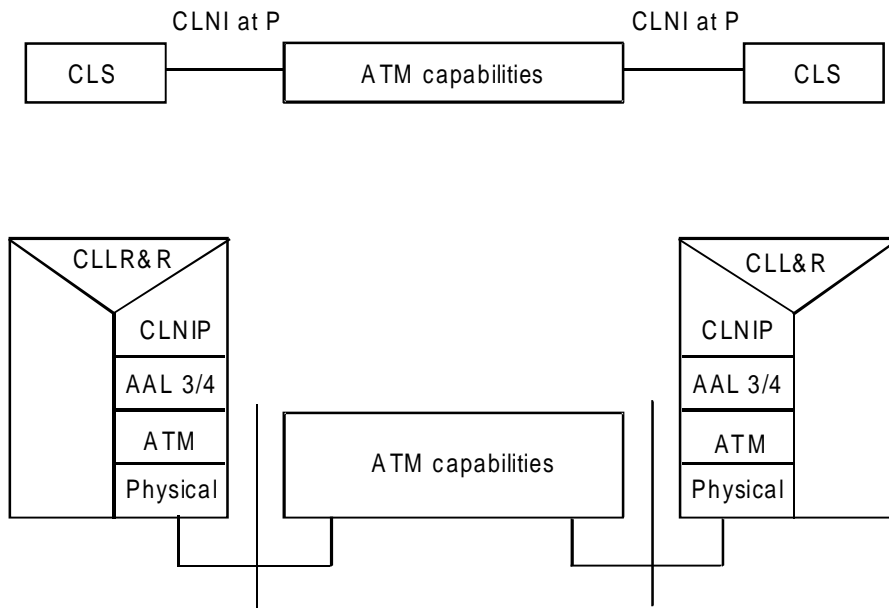 CLNI at P
CLNI at P
CLS
ATM capabilities
CLS
CLLR&R
CLL&R
CLNIP
CLNIP
AAL 3/4
AAL 3/4
ATM
ATM capabilities
ATM
Physical
Physical